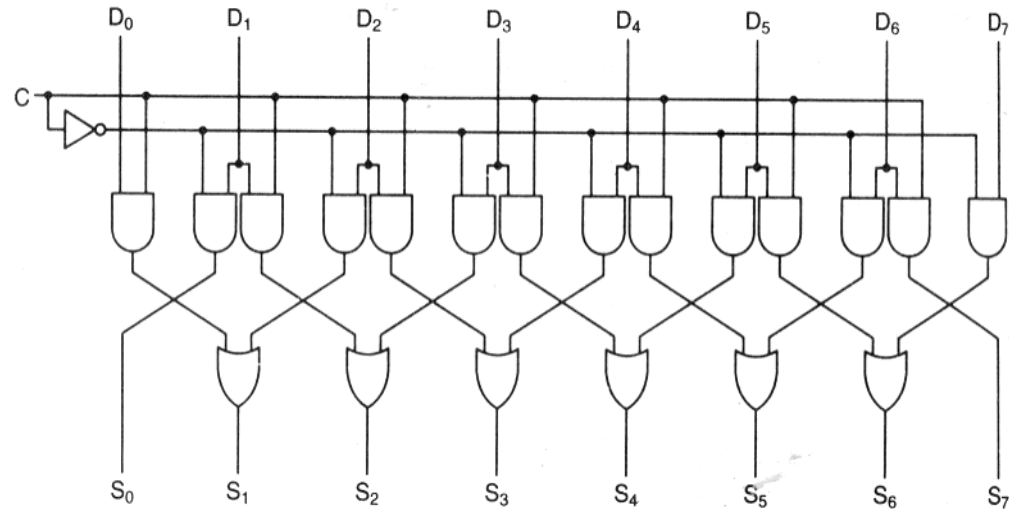 D₀ D₁ D₂ D₃ D₄ D₅ D₆ D₇
C
S₀ S₁ S₂ S₃ S₄ S₅ S₆ S₇